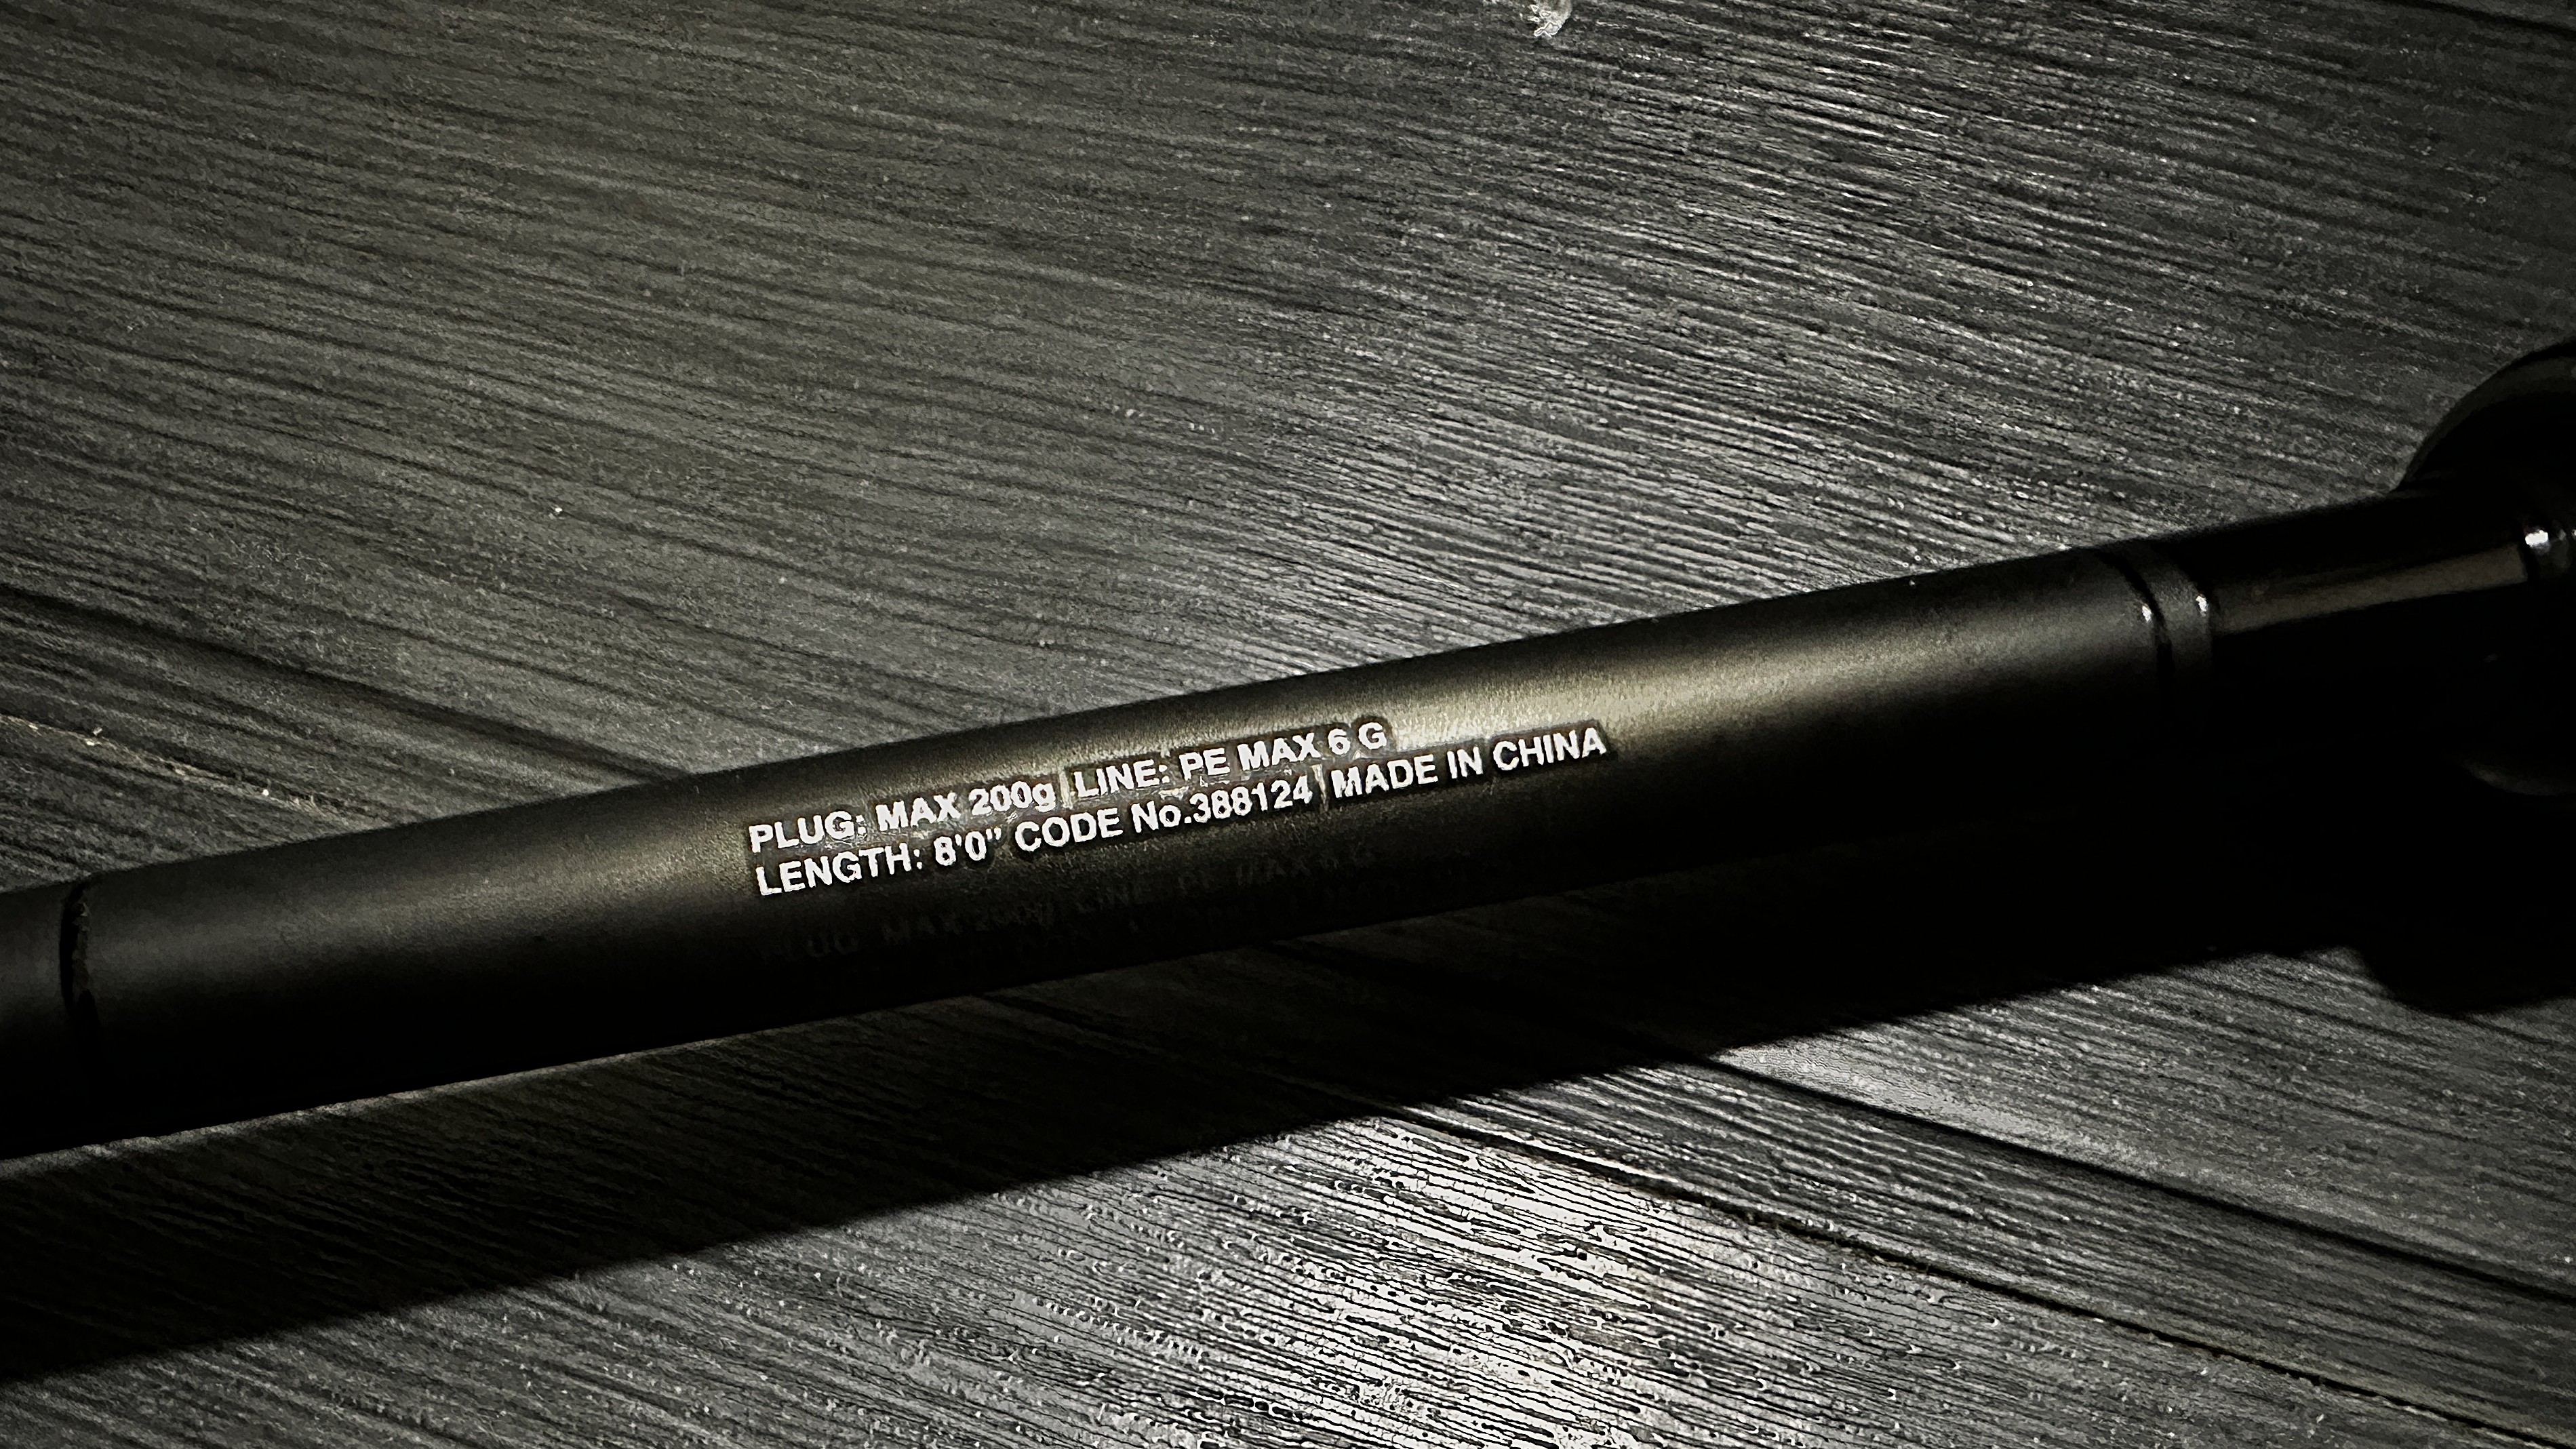 PLUG: MAX 200g | LINE: PE MAX 6 G
LENGTH: 8'0" CODE No.388124 | MADE IN CHINA